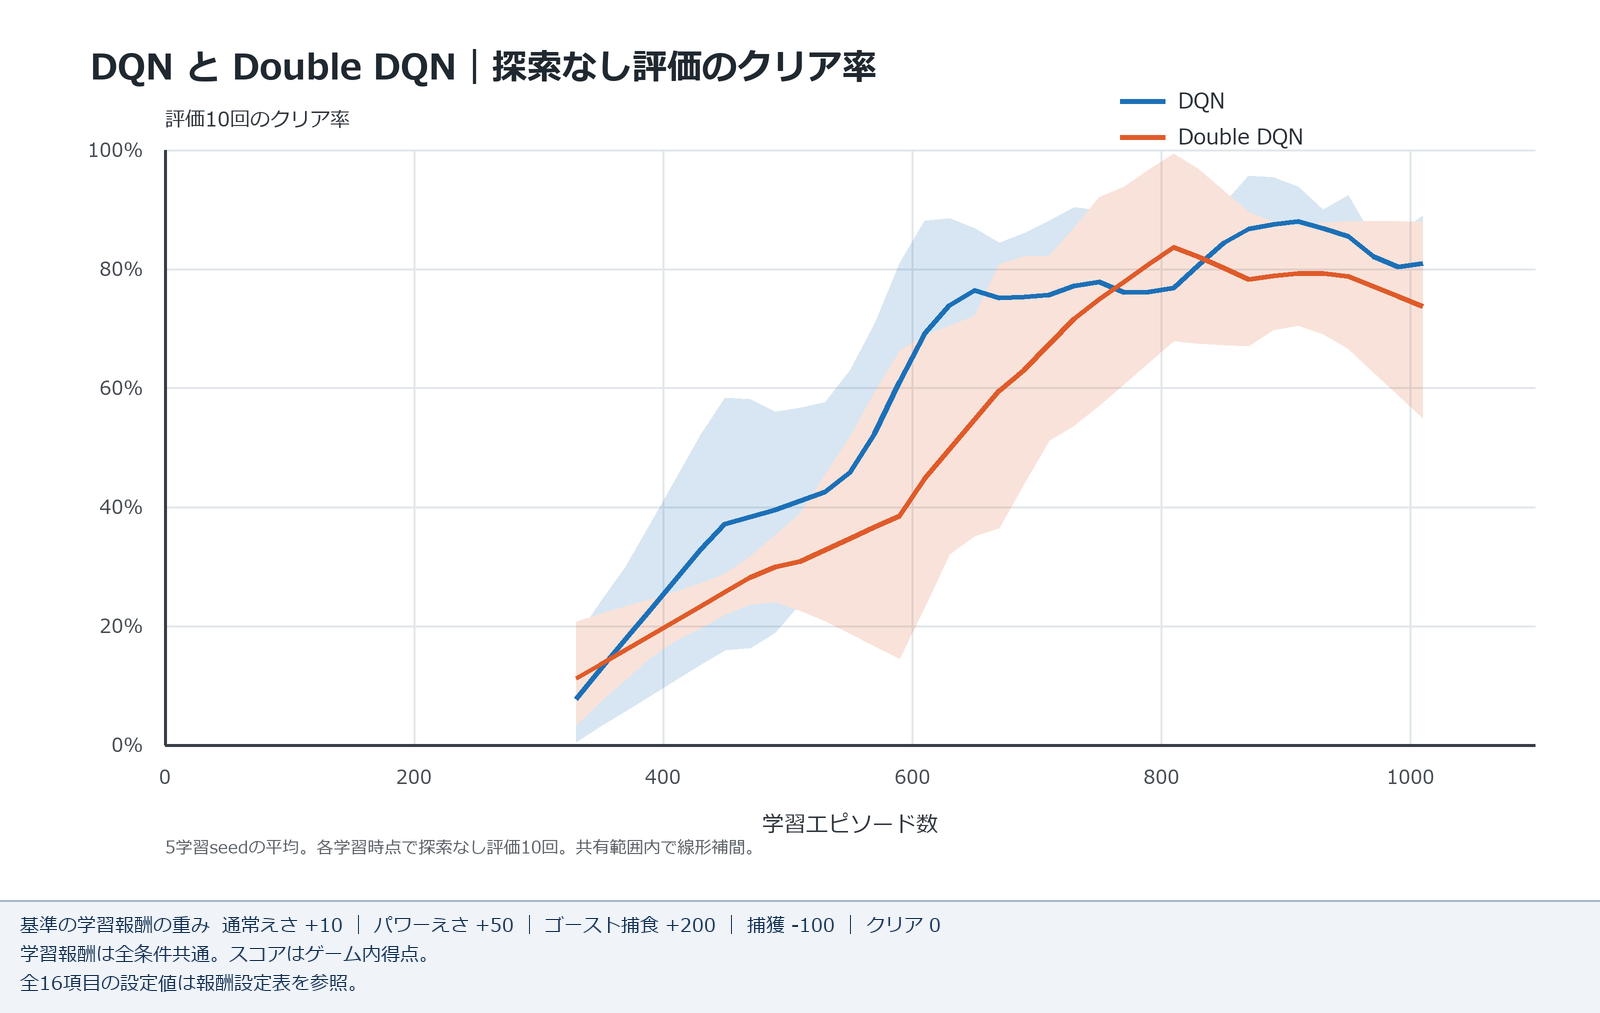 DQN と Double DQN｜探索なし評価のクリア率
評価10回のクリア率
DQN
Double DQN
100%
80%
60%
40%
20%
0%
0 200 400 600 800 1000
学習エピソード数
5学習seedの平均。各学習時点で探索なし評価10回。共有範囲内で線形補間。
基準の学習報酬の重み 通常えさ +10 ｜ パワーえさ +50 ｜ ゴースト捕食 +200 ｜ 捕獲 -100 ｜ クリア 0
学習報酬は全条件共通。スコアはゲーム内得点。
全16項目の設定値は報酬設定表を参照。